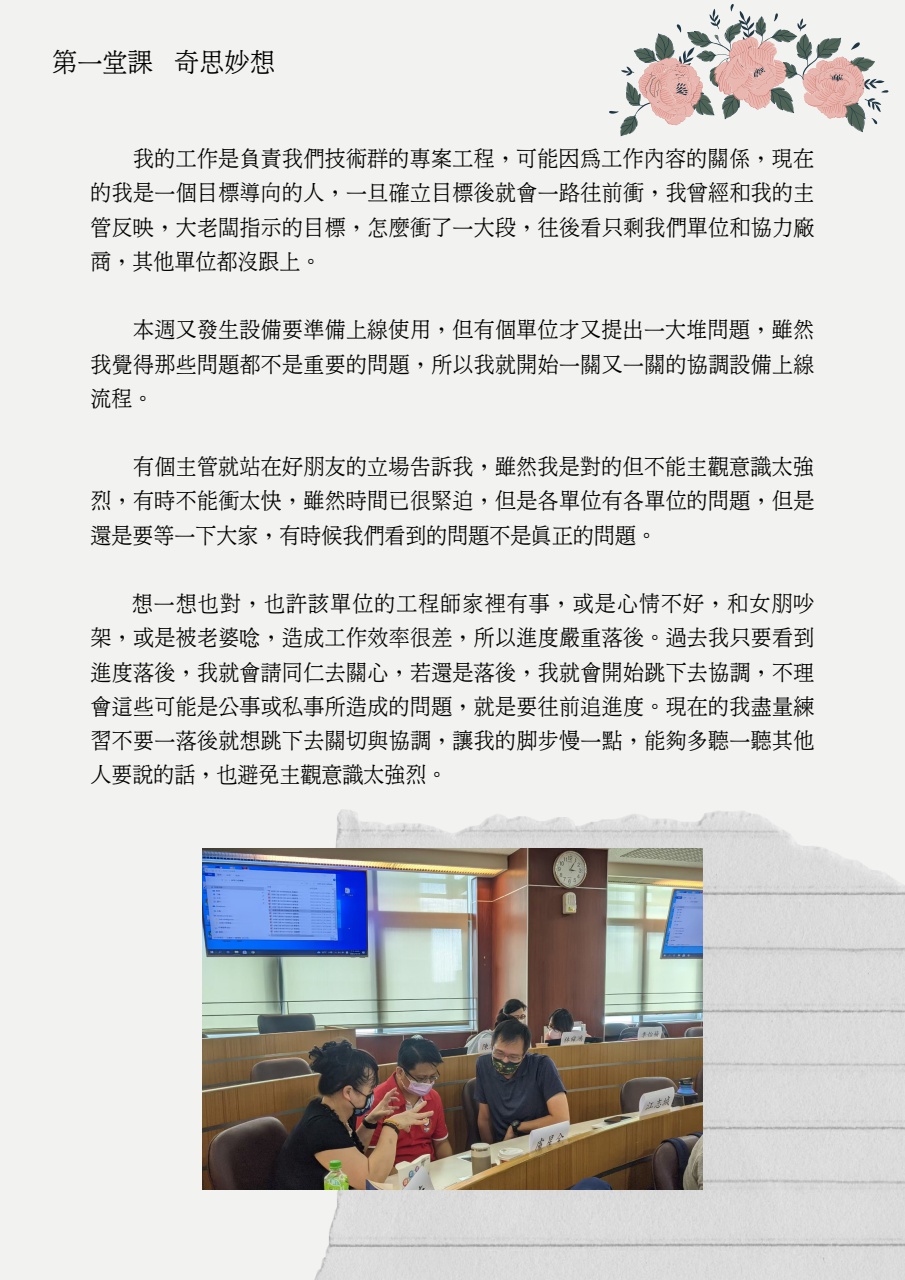 第一堂課 奇思妙想
我的工作是負責我們技術群的專案工程，可能因為工作內容的關係，現在
的我是一個目標導向的人，一旦確立目標後就會一路往前衝，我曾經和我的主
管反映，大老闆指示的目標，怎麼衝了一大段，往後看只剩我們單位和協力廠
商，其他單位都沒跟上。
本週又發生設備要準備上線使用，但有個單位才又提出一大堆問題，雖然
我覺得那些問題都不是重要的問題，所以我就開始一關又一關的協調設備上線
流程。
有個主管就站在好朋友的立場告訴我，雖然我是對的但不能主觀意識太強
烈，有時不能衝太快，雖然時間已很緊迫，但是各單位有各單位的問題，但是
還是要等一下大家，有時候我們看到的問題不是真正的問題。
想一想也對，也許該單位的工程師家裡有事，或是心情不好，和女朋吵
架，或是被老婆唸，造成工作效率很差，所以進度嚴重落後。過去我只要看到
進度落後，我就會請同仁去關心，若還是落後，我就會開始跳下去協調，不理
會這些可能是公事或私事所造成的問題，就是要往前追進度。現在的我盡量練
習不要一落後就想跳下去關切與協調，讓我的腳步慢一點，能夠多聽一聽其他
人要說的話，也避免主觀意識太強烈。